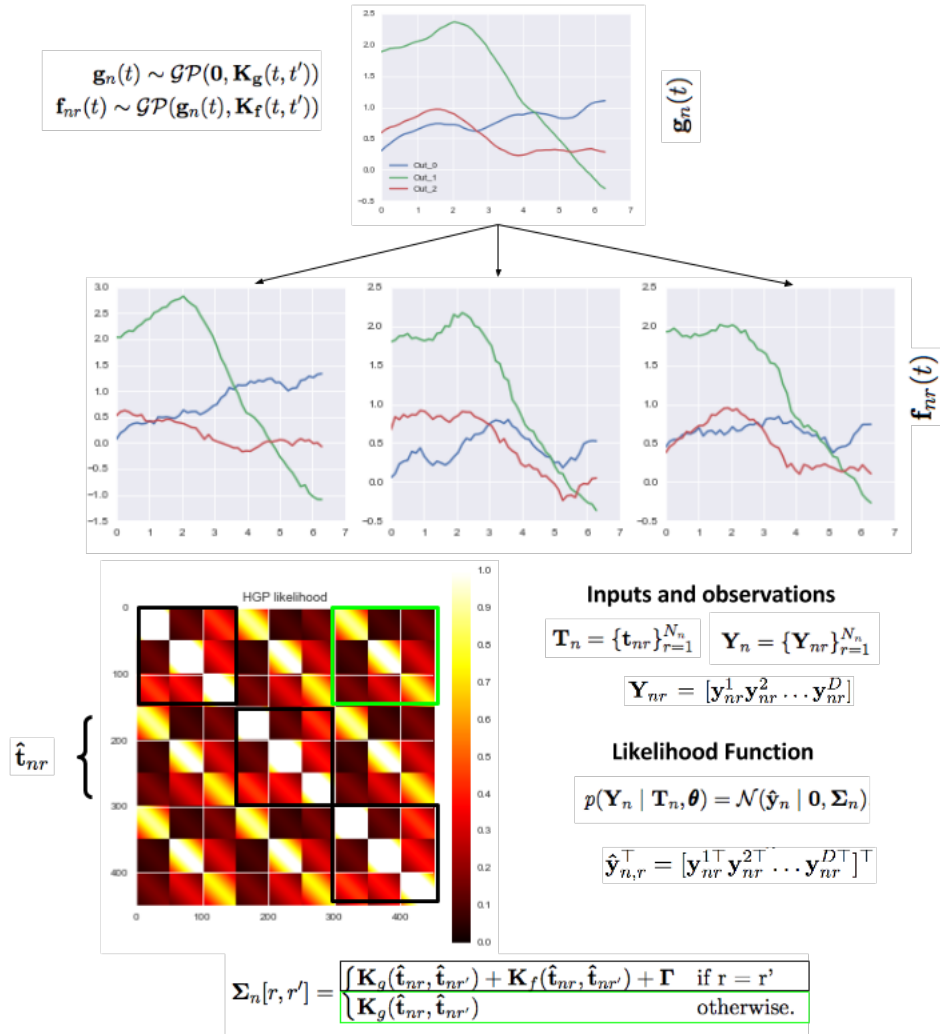 g_n(t) ∼ GP(0, K_g(t, t′))
f_nr(t) ∼ GP(g_n(t), K_f(t, t′))
2.5
2.0
1.5
1.0
0.5
0.0
−0.5
Out_0
Out_1
Out_2
0 1 2 3 4 5 6 7
g_n(t)
3.0
2.5
2.0
1.5
1.0
0.5
0.0
−0.5
−1.0
−1.5
0 1 2 3 4 5 6 7
2.5
2.0
1.5
1.0
0.5
0.0
−0.5
0 1 2 3 4 5 6 7
2.5
2.0
1.5
1.0
0.5
0.0
−0.5
0 1 2 3 4 5 6 7
f_nr(t)
HGP likelihood
0
100
200
300
400
0 100 200 300 400
1.0
0.9
0.8
0.7
0.6
0.5
0.4
0.3
0.2
0.1
0.0
t̂_nr {
Inputs and observations
T_n = {t_nr}_{r=1}^{N_n} Y_n = {Y_nr}_{r=1}^{N_n}
Y_nr = [y_nr^1 y_nr^2 … y_nr^D]
Likelihood Function
p(Y_n | T_n, θ) = N(ŷ_n | 0, Σ_n)
ŷ_{n,r}^⊤ = [y_nr^{1⊤} y_nr^{2⊤} … y_nr^{D⊤}]^⊤
Σ_n[r, r′] = { K_g(t̂_nr, t̂_nr′) + K_f(t̂_nr, t̂_nr′) + Γ if r = r'
K_g(t̂_nr, t̂_nr′) otherwise.